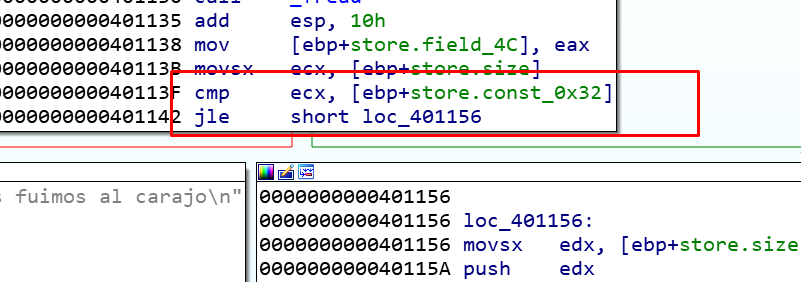 0000000000401135 add     esp, 10h
0000000000401138 mov     [ebp+store.field_4C], eax
000000000040113B movsx   ecx, [ebp+store.size]
000000000040113F cmp     ecx, [ebp+store.const_0x32]
0000000000401142 jle     short loc_401156
s fuimos al carajo\n"
0000000000401156
0000000000401156 loc_401156:
0000000000401156 movsx   edx, [ebp+store.size
000000000040115A push    edx